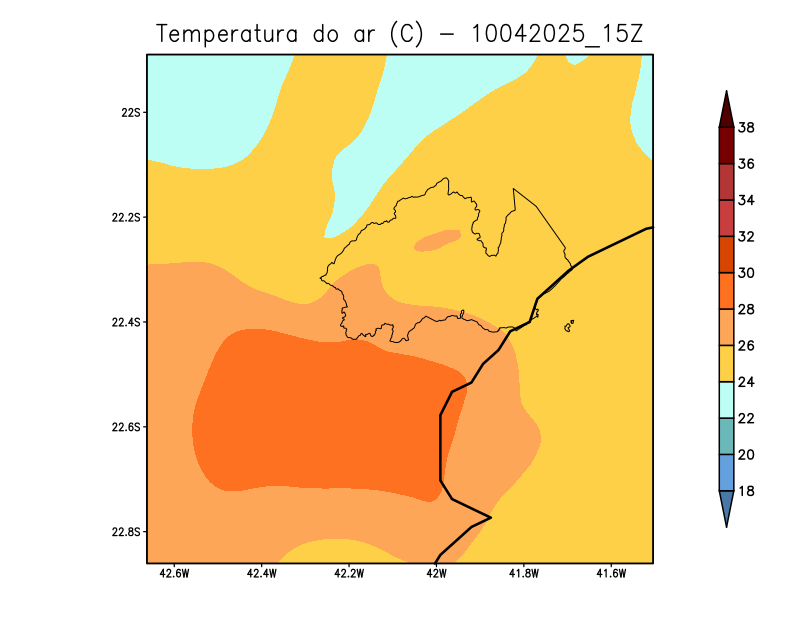 Temperatura do ar (C) - 10042025_15Z
22S
22.2S
22.4S
22.6S
22.8S
42.6W
42.4W
42.2W
42W
41.8W
41.6W
38
36
34
32
30
28
26
24
22
20
18